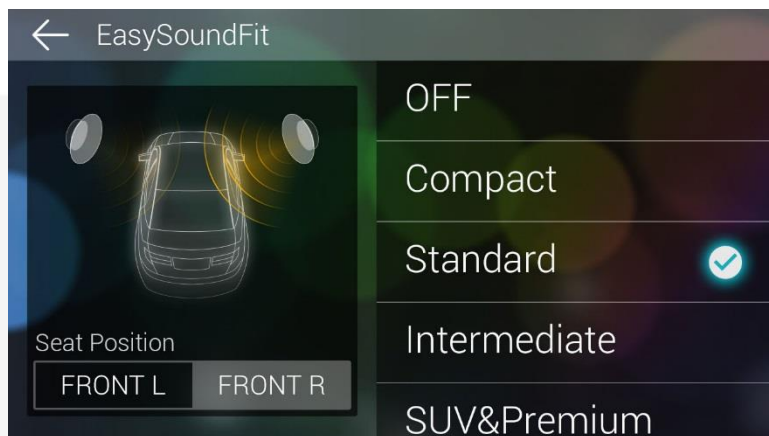 EasySoundFit
OFF
Compact
Standard
Intermediate
SUV&Premium
Seat Position
FRONT L
FRONT R